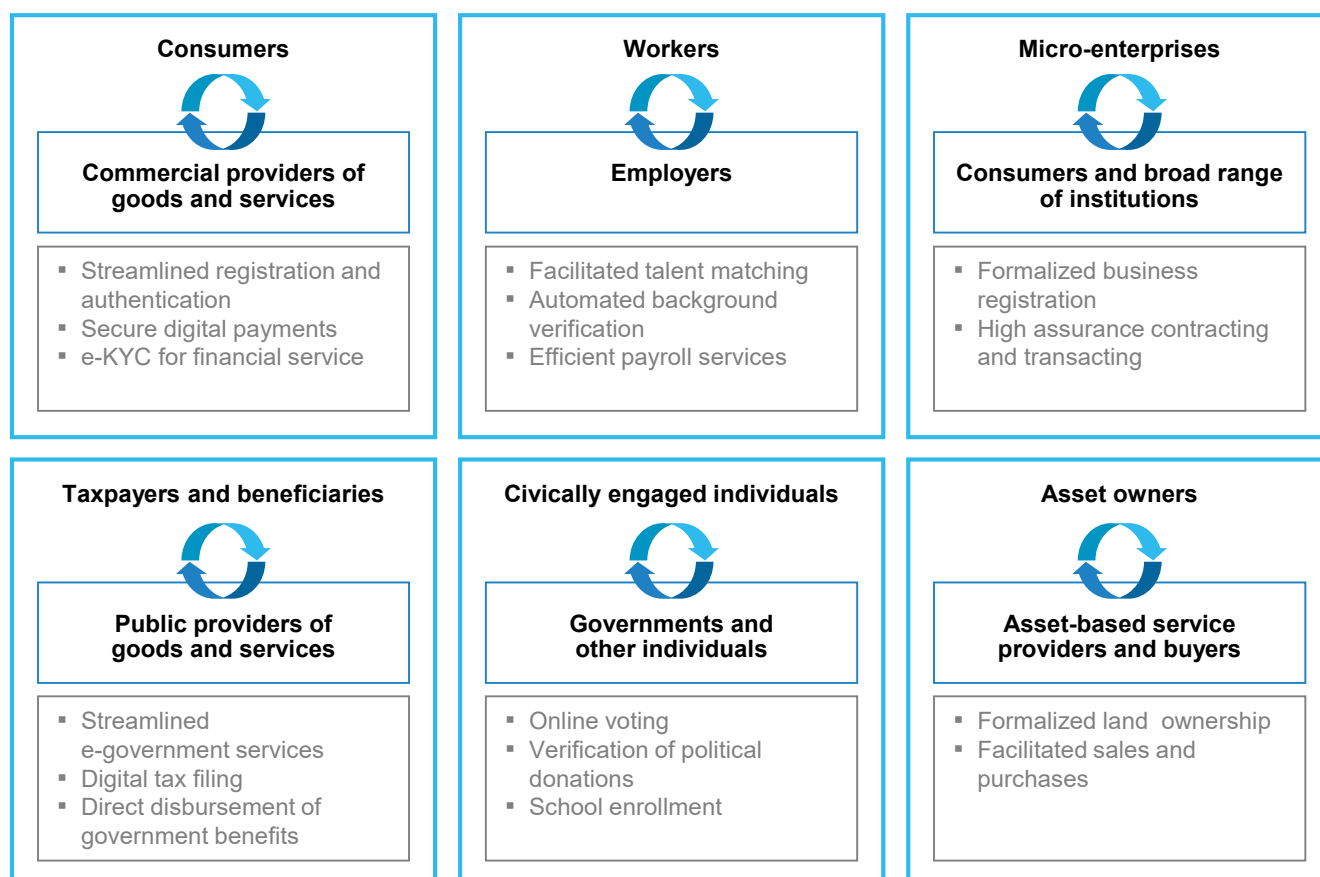 Consumers
Commercial providers of
goods and services
▪ Streamlined registration and
authentication
▪ Secure digital payments
▪ e-KYC for financial service
Workers
Employers
▪ Facilitated talent matching
▪ Automated background
verification
▪ Efficient payroll services
Micro-enterprises
Consumers and broad range
of institutions
▪ Formalized business
registration
▪ High assurance contracting
and transacting
Taxpayers and beneficiaries
Public providers of
goods and services
▪ Streamlined
e-government services
▪ Digital tax filing
▪ Direct disbursement of
government benefits
Civically engaged individuals
Governments and
other individuals
▪ Online voting
▪ Verification of political
donations
▪ School enrollment
Asset owners
Asset-based service
providers and buyers
▪ Formalized land  ownership
▪ Facilitated sales and
purchases